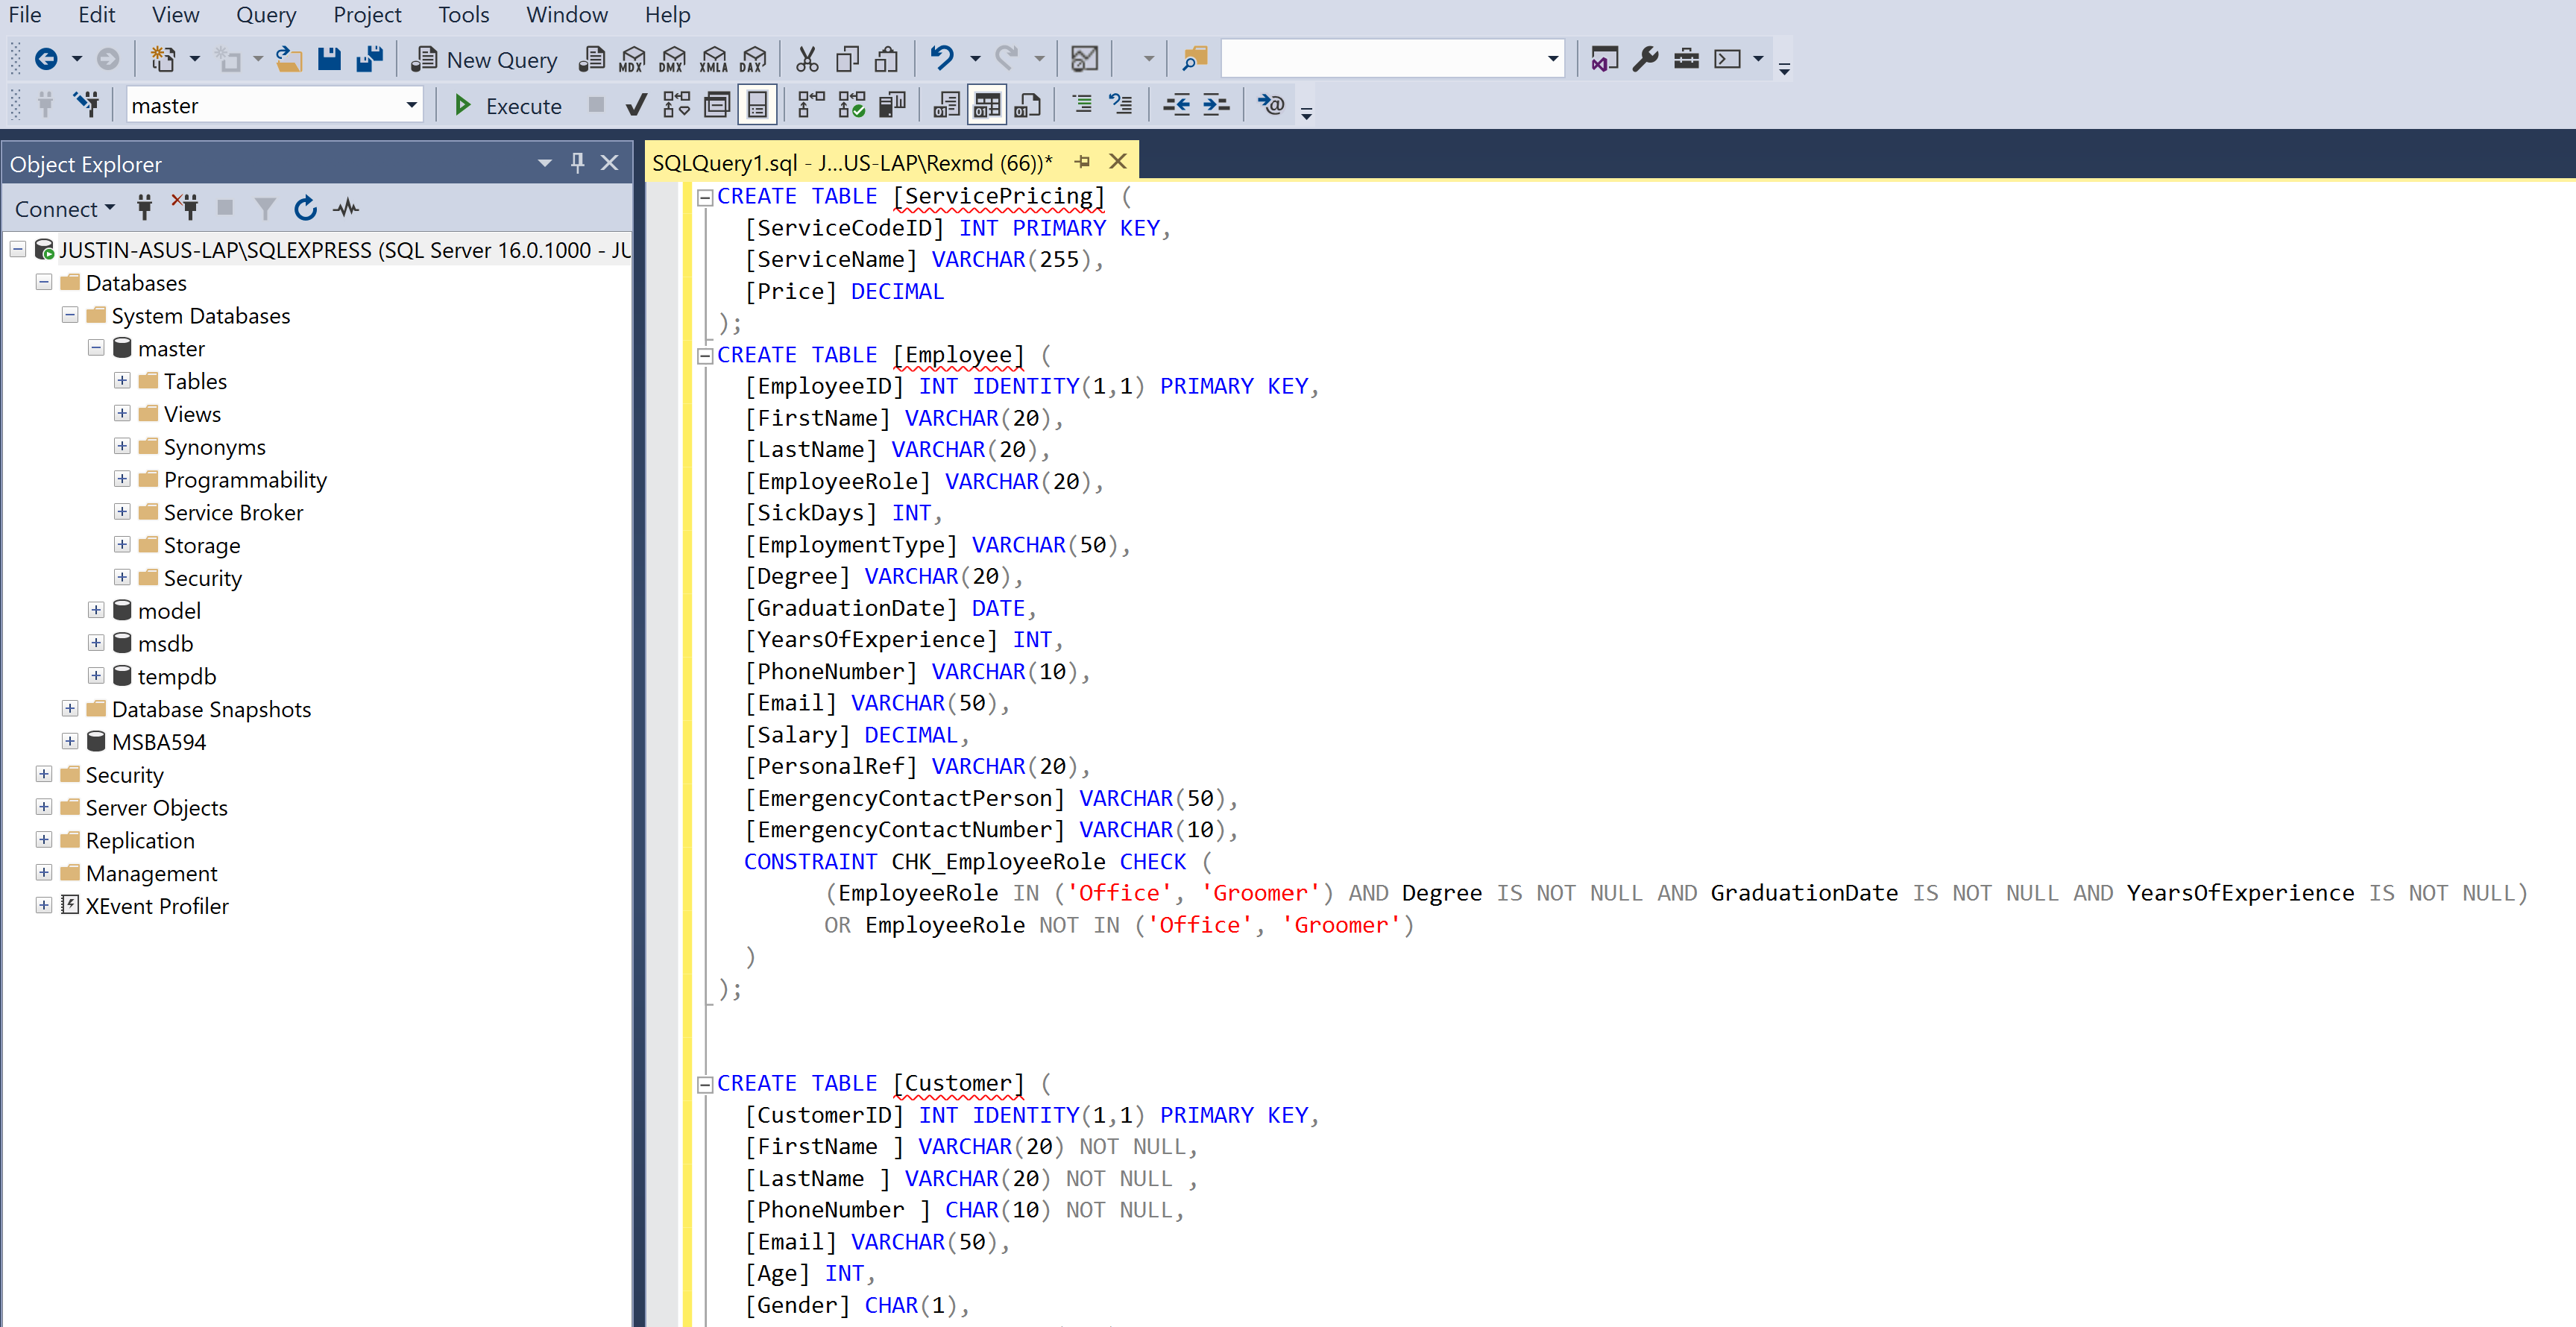 File Edit View Query Project Tools Window Help
New Query MDX DMX XMLA DAX
master Execute
Object Explorer
Connect
JUSTIN-ASUS-LAP\SQLEXPRESS (SQL Server 16.0.1000 - JU
Databases
System Databases
master
Tables
Views
Synonyms
Programmability
Service Broker
Storage
Security
model
msdb
tempdb
Database Snapshots
MSBA594
Security
Server Objects
Replication
Management
XEvent Profiler
SQLQuery1.sql - J...US-LAP\Rexmd (66))*
CREATE TABLE [ServicePricing] (
[ServiceCodeID] INT PRIMARY KEY,
[ServiceName] VARCHAR(255),
[Price] DECIMAL
);
CREATE TABLE [Employee] (
[EmployeeID] INT IDENTITY(1,1) PRIMARY KEY,
[FirstName] VARCHAR(20),
[LastName] VARCHAR(20),
[EmployeeRole] VARCHAR(20),
[SickDays] INT,
[EmploymentType] VARCHAR(50),
[Degree] VARCHAR(20),
[GraduationDate] DATE,
[YearsOfExperience] INT,
[PhoneNumber] VARCHAR(10),
[Email] VARCHAR(50),
[Salary] DECIMAL,
[PersonalRef] VARCHAR(20),
[EmergencyContactPerson] VARCHAR(50),
[EmergencyContactNumber] VARCHAR(10),
CONSTRAINT CHK_EmployeeRole CHECK (
(EmployeeRole IN ('Office', 'Groomer') AND Degree IS NOT NULL AND GraduationDate IS NOT NULL AND YearsOfExperience IS NOT NULL)
OR EmployeeRole NOT IN ('Office', 'Groomer')
)
);
CREATE TABLE [Customer] (
[CustomerID] INT IDENTITY(1,1) PRIMARY KEY,
[FirstName ] VARCHAR(20) NOT NULL,
[LastName ] VARCHAR(20) NOT NULL ,
[PhoneNumber ] CHAR(10) NOT NULL,
[Email] VARCHAR(50),
[Age] INT,
[Gender] CHAR(1),